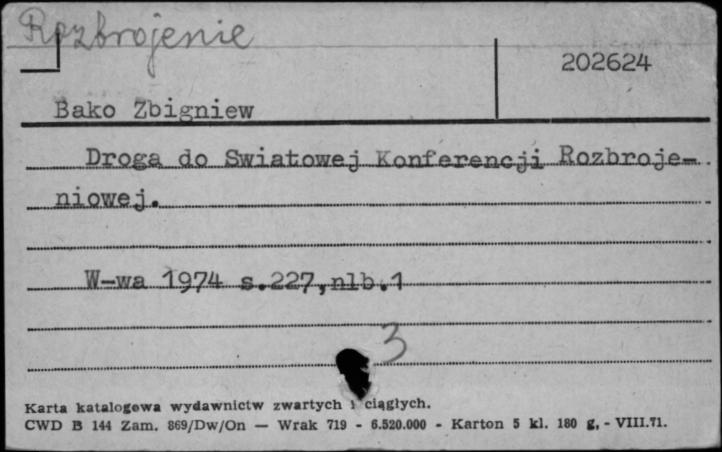 Rozbrojenie
202624
Bako Zbigniew
Droga do Swiatowej Konferencji Rozbroje-
niowej.
W-wa 1974 s.227,nlb.1
3
Karta katalogowa wydawnictw zwartych i ciągłych.
CWD B 144 Zam. 869/Dw/On — Wrak 719 - 6.520.000 - Karton 5 kl. 180 g, - VIII.71.